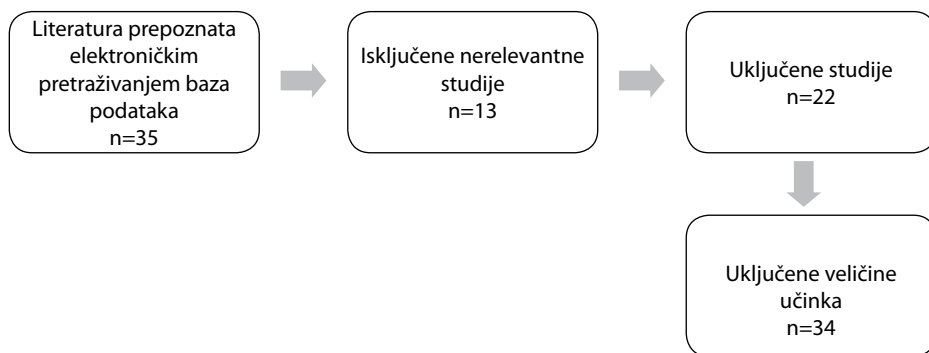 Literatura prepoznata
elektroničkim
pretraživanjem baza
podataka
n=35
Isključene nerelevantne
studije
n=13
Uključene studije
n=22
Uključene veličine
učinka
n=34